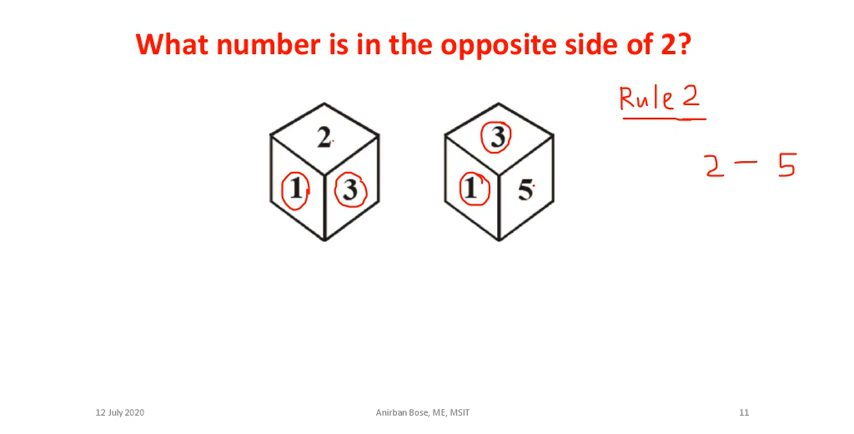 What number is in the opposite side of 2?
Rule 2
2 3
2 – 5
1 3 1 5
12 July 2020 Anirban Bose, ME, MSIT 11